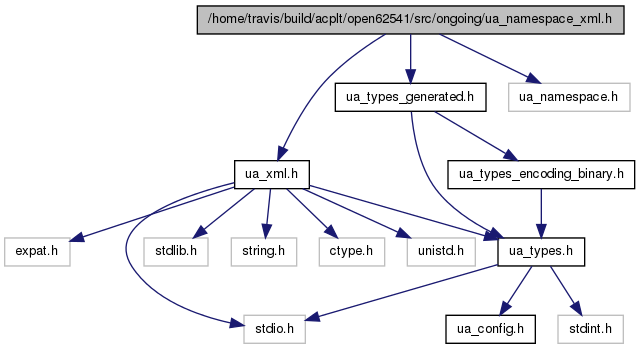 /home/travis/build/acplt/open62541/src/ongoing/ua_namespace_xml.h
ua_types_generated.h
ua_namespace.h
ua_xml.h
ua_types_encoding_binary.h
expat.h
stdlib.h
string.h
ctype.h
unistd.h
ua_types.h
stdio.h
ua_config.h
stdint.h